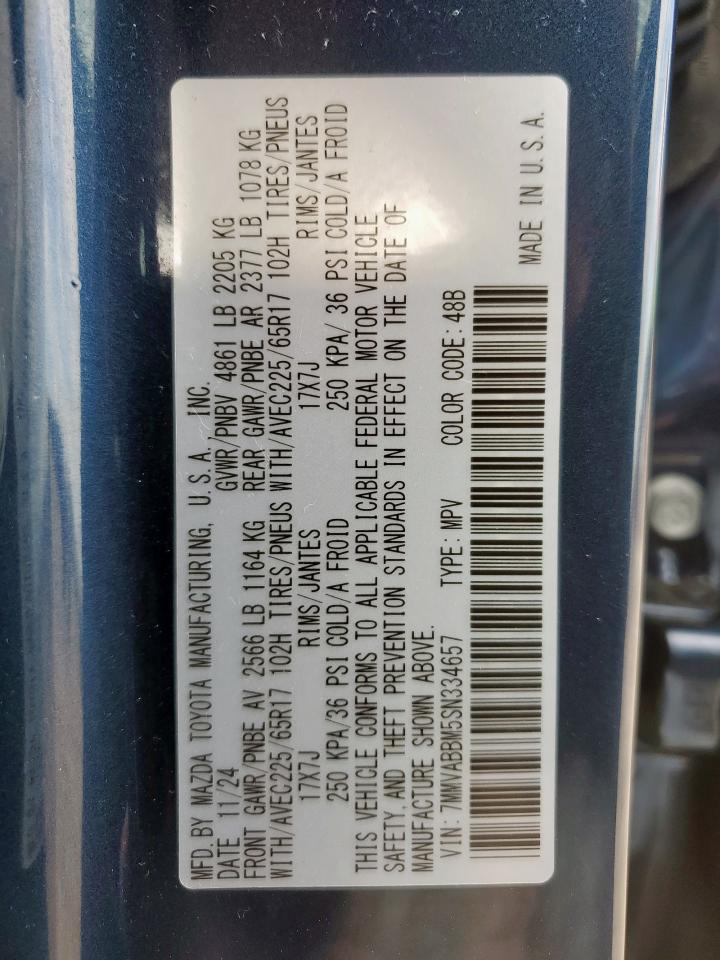 MFD. BY MAZDA TOYOTA MANUFACTURING, U.S.A. INC.
DATE 11/24 GVWR/PNBV 4861 LB 2205 KG
FRONT GAWR/PNBE AV 2566 LB 1164 KG REAR GAWR/PNBE AR 2377 LB 1078 KG
WITH/AVEC225/65R17 102H TIRES/PNEUS WITH/AVEC225/65R17 102H TIRES/PNEUS
17X7J RIMS/JANTES 17X7J RIMS/JANTES
250 KPA/36 PSI COLD/A FROID 250 KPA/ 36 PSI COLD/A FROID
THIS VEHICLE CONFORMS TO ALL APPLICABLE FEDERAL MOTOR VEHICLE
SAFETY, AND THEFT PREVENTION STANDARDS IN EFFECT ON THE DATE OF
MANUFACTURE SHOWN ABOVE.
VIN: 7MMVABBM5SN334657 TYPE: MPV COLOR CODE: 48B
MADE IN U.S.A.